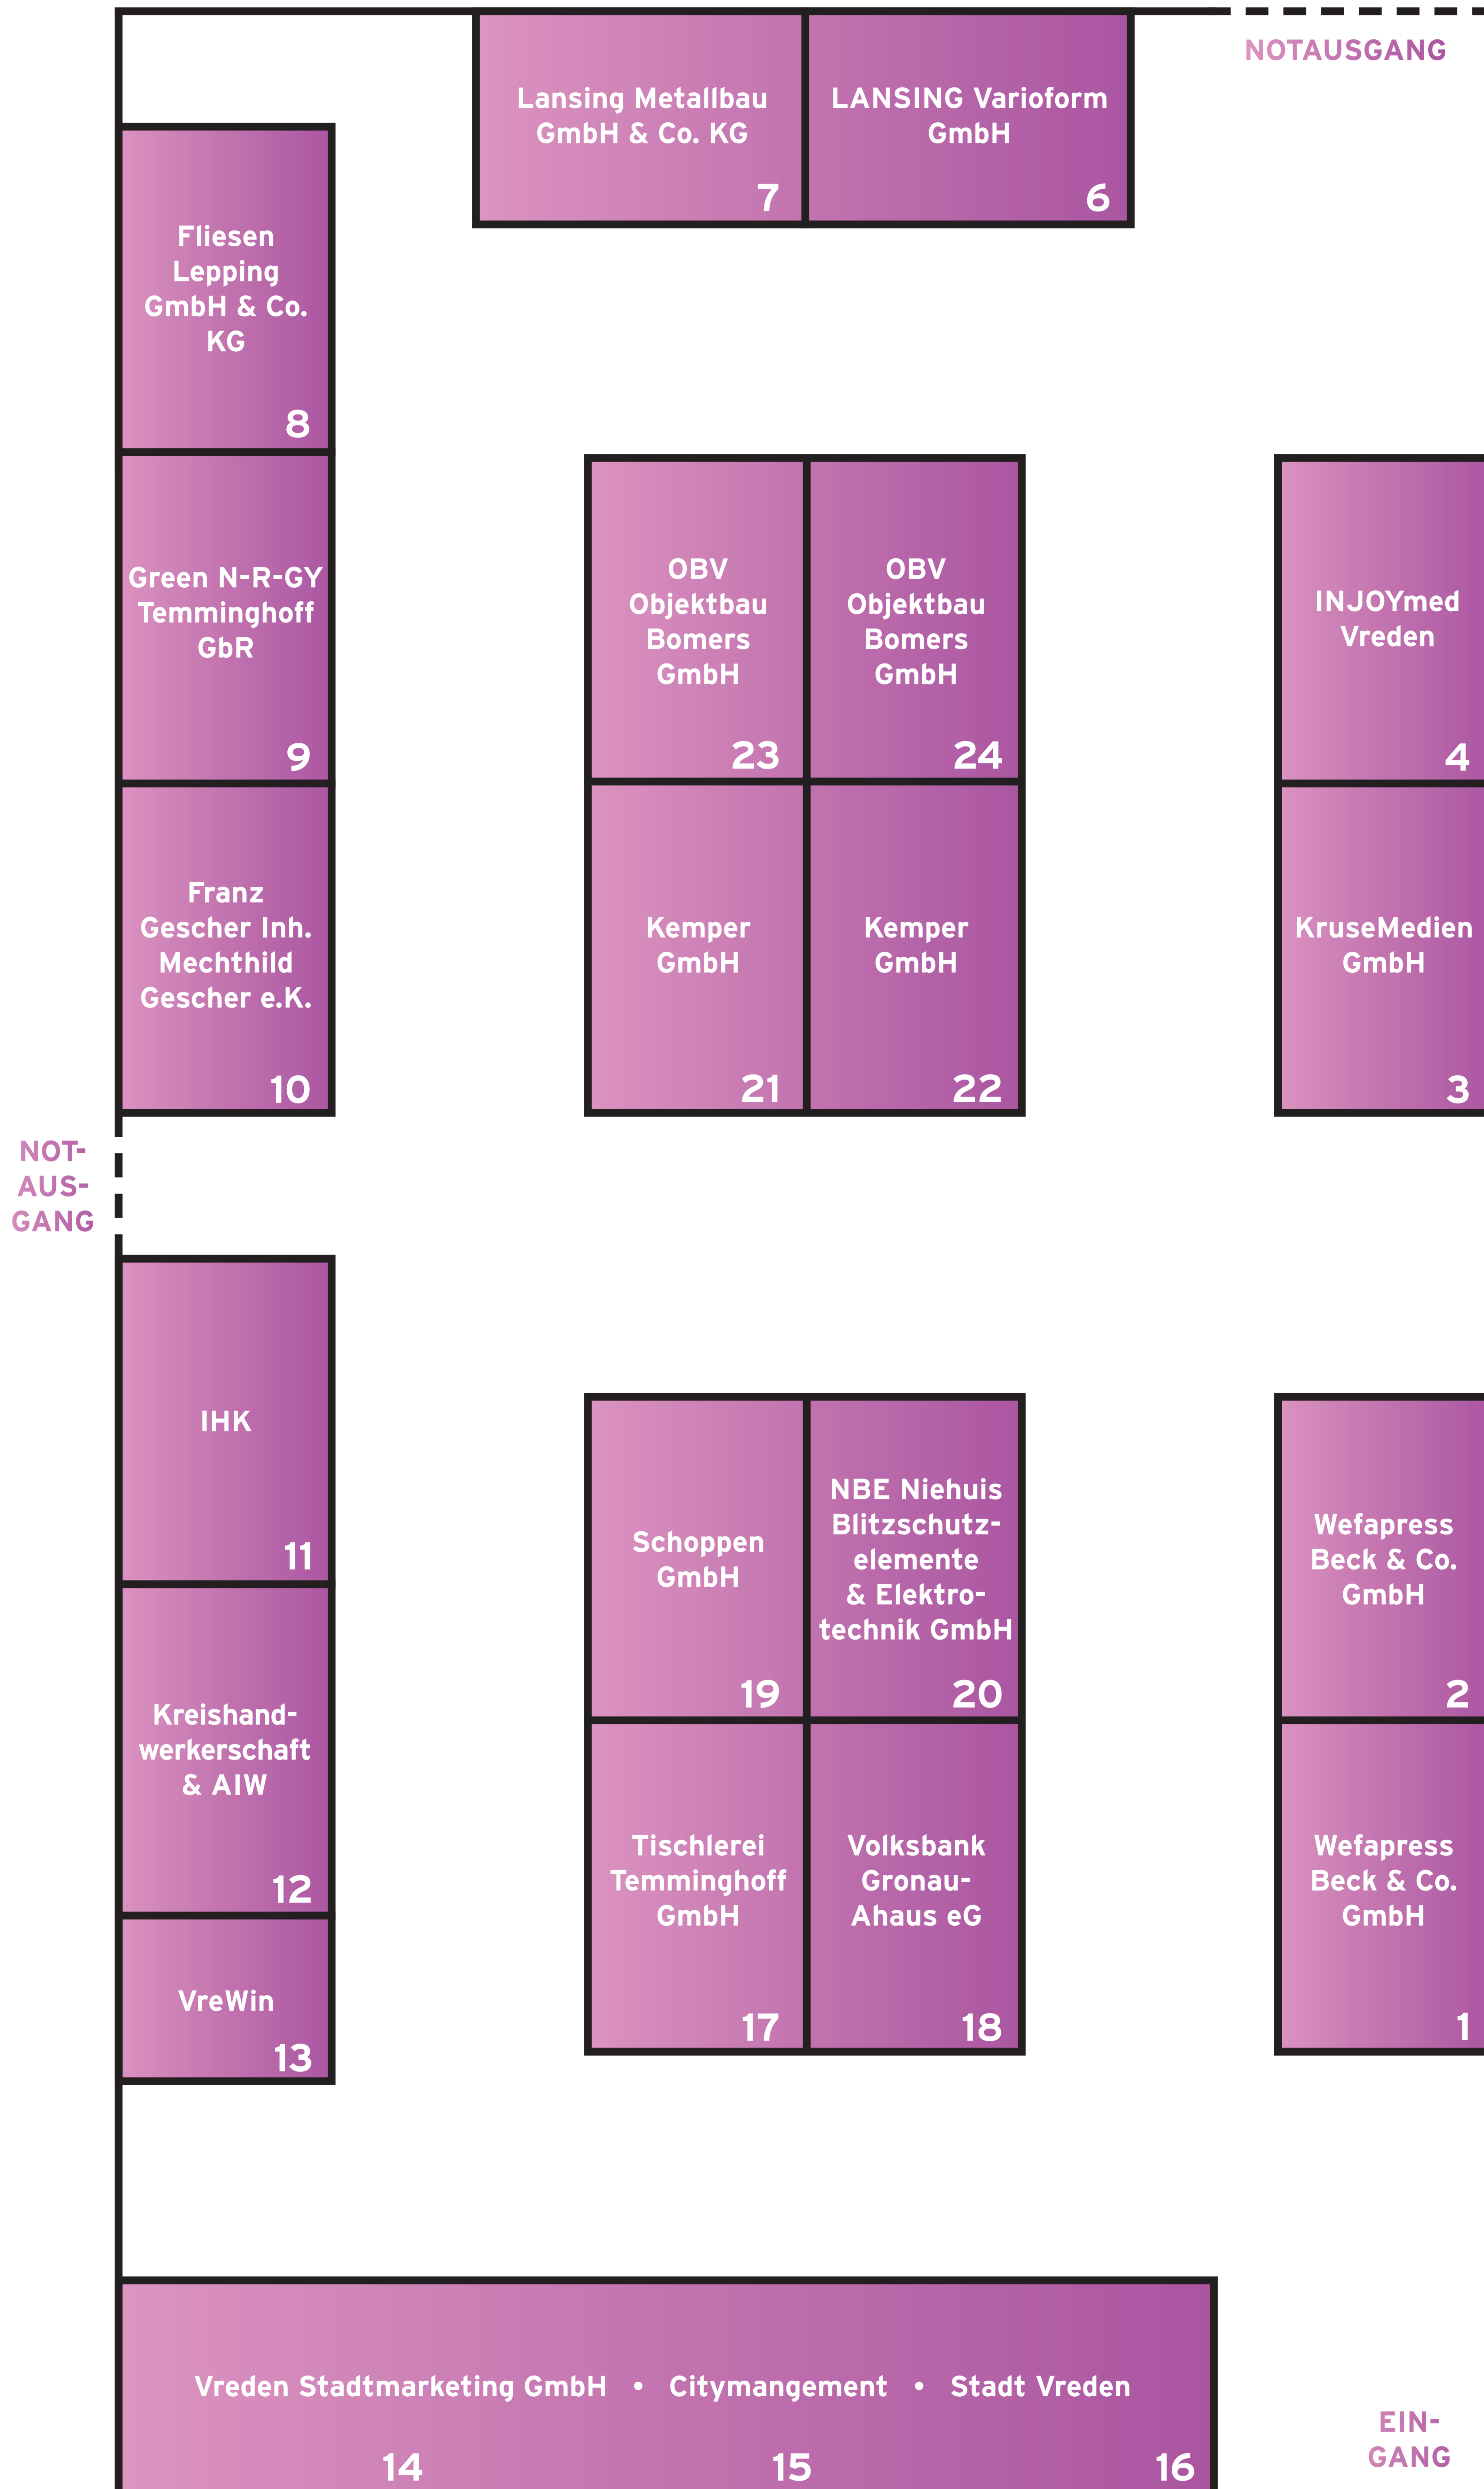 NOTAUSGANG
Lansing Metallbau
GmbH & Co. KG
7
LANSING Varioform
GmbH
6
Fliesen
Lepping
GmbH & Co.
KG
8
Green N-R-GY
Temminghoff
GbR
9
Franz
Gescher Inh.
Mechthild
Gescher e.K.
10
OBV
Objektbau
Bomers
GmbH
23
OBV
Objektbau
Bomers
GmbH
24
Kemper
GmbH
21
Kemper
GmbH
22
INJOYmed
Vreden
4
KruseMedien
GmbH
3
NOT-
AUS-
GANG
IHK
11
Kreishand-
werkerschaft
& AIW
12
VreWin
13
Schoppen
GmbH
19
NBE Niehuis
Blitzschutz-
elemente
& Elektro-
technik GmbH
20
Tischlerei
Temminghoff
GmbH
17
Volksbank
Gronau-
Ahaus eG
18
Wefapress
Beck & Co.
GmbH
2
Wefapress
Beck & Co.
GmbH
1
Vreden Stadtmarketing GmbH • Citymangement • Stadt Vreden
14 15 16
EIN-
GANG